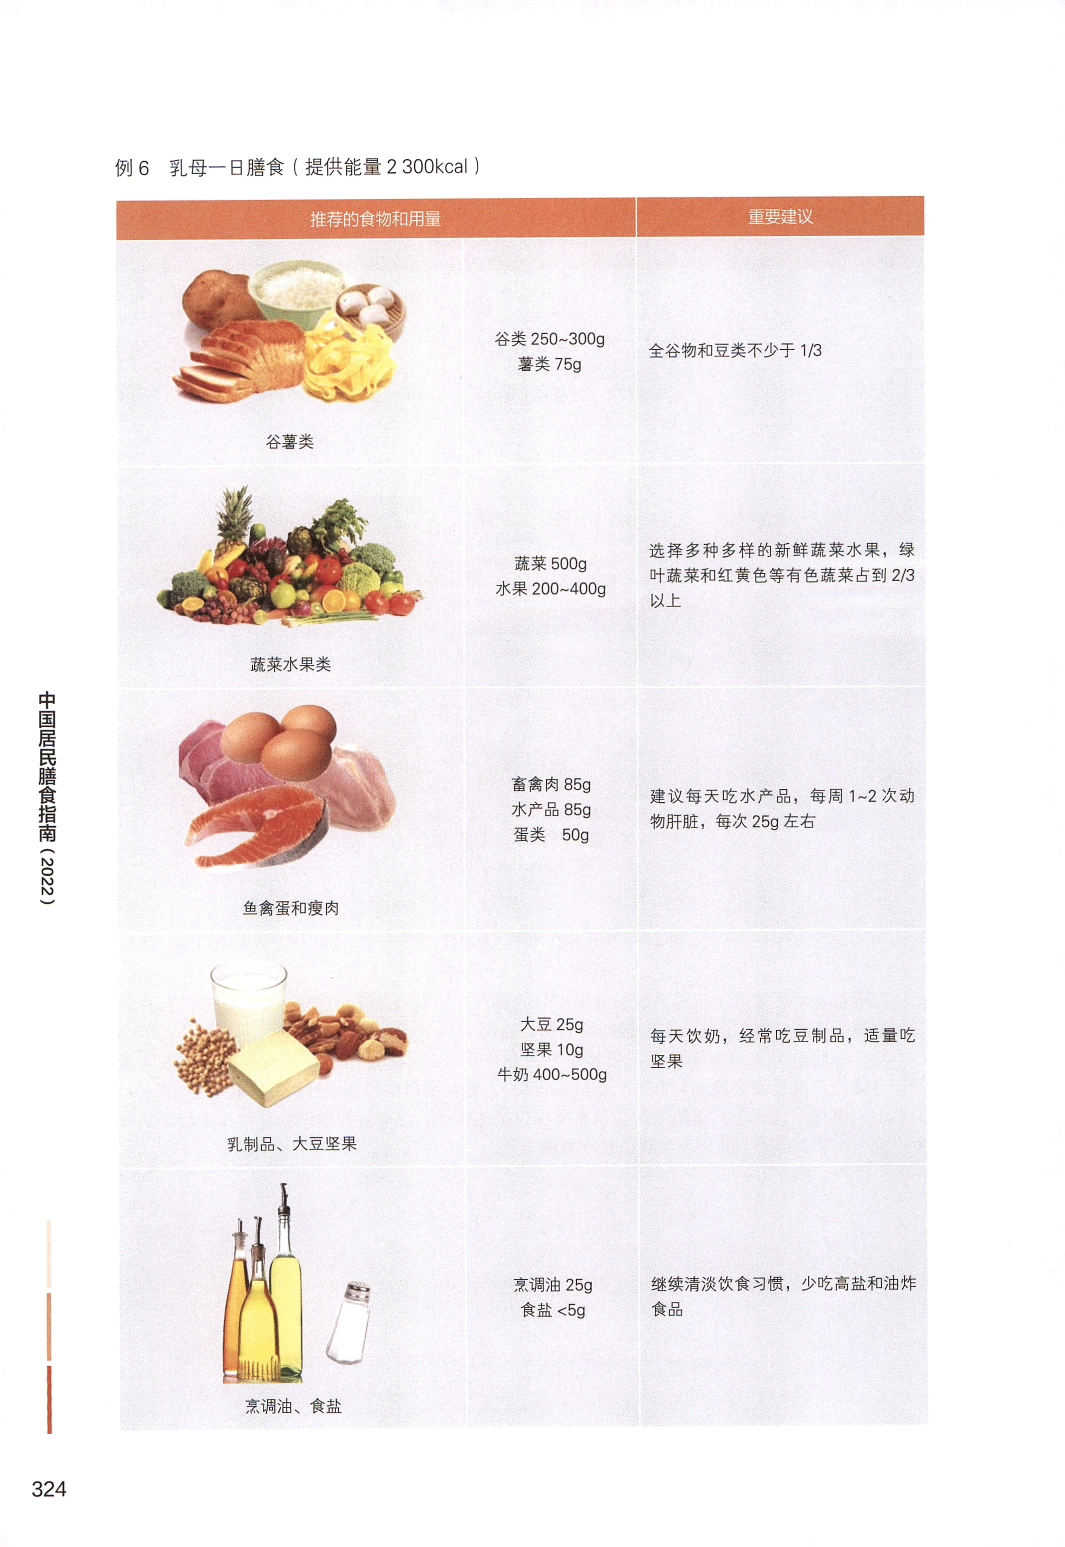 例 6 乳母一日膳食（提供能量 2 300kcal）
推荐的食物和用量
重要建议
谷薯类
谷类 250~300g
薯类 75g
全谷物和豆类不少于 1/3
蔬菜水果类
蔬菜 500g
水果 200~400g
选择多种多样的新鲜蔬菜水果，绿
叶蔬菜和红黄色等有色蔬菜占到 2/3
以上
鱼禽蛋和瘦肉
畜禽肉 85g
水产品 85g
蛋类 50g
建议每天吃水产品，每周 1~2 次动
物肝脏，每次 25g 左右
乳制品、大豆坚果
大豆 25g
坚果 10g
牛奶 400~500g
每天饮奶，经常吃豆制品，适量吃
坚果
烹调油、食盐
烹调油 25g
食盐 <5g
继续清淡饮食习惯，少吃高盐和油炸
食品
中国居民膳食指南（2022）
324